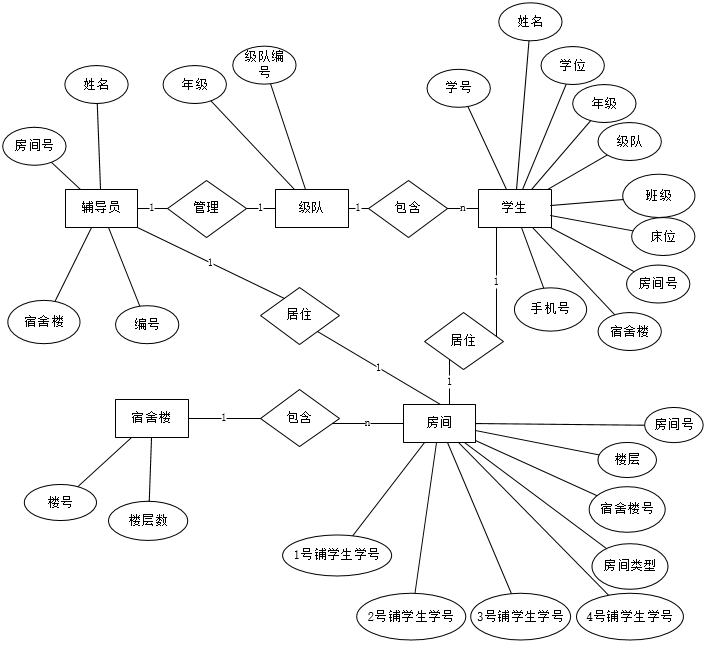 姓名
级队编
号
学位
姓名
年级
学号
年级
级队
房间号
班级
辅导员
1
管理
1
级队
1
包含
n
学生
床位
1
房间号
1
手机号
宿舍楼
编号
居住
宿舍楼
居住
1
1
宿舍楼
1
包含
n
房间
房间号
楼层
楼号
宿舍楼号
楼层数
1号铺学生学号
房间类型
2号铺学生学号
3号铺学生学号
4号铺学生学号